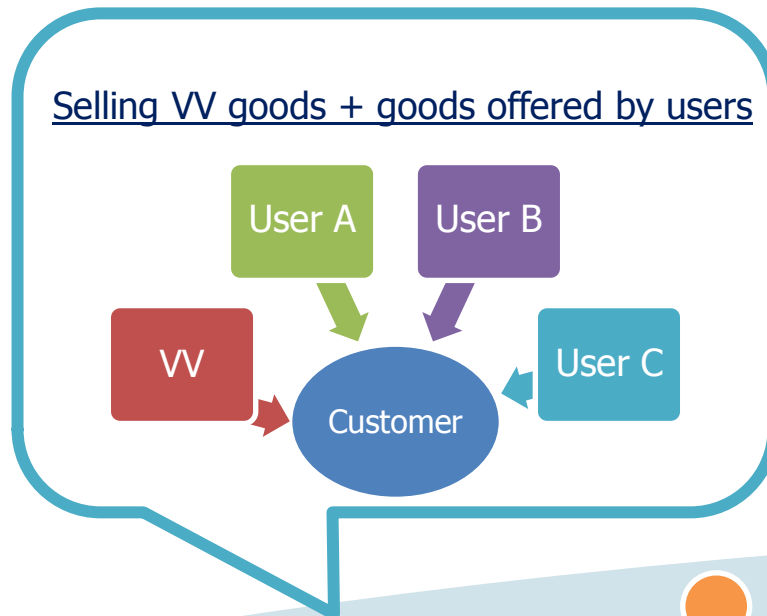 Selling VV goods + goods offered by users
User A
User B
VV
User C
Customer